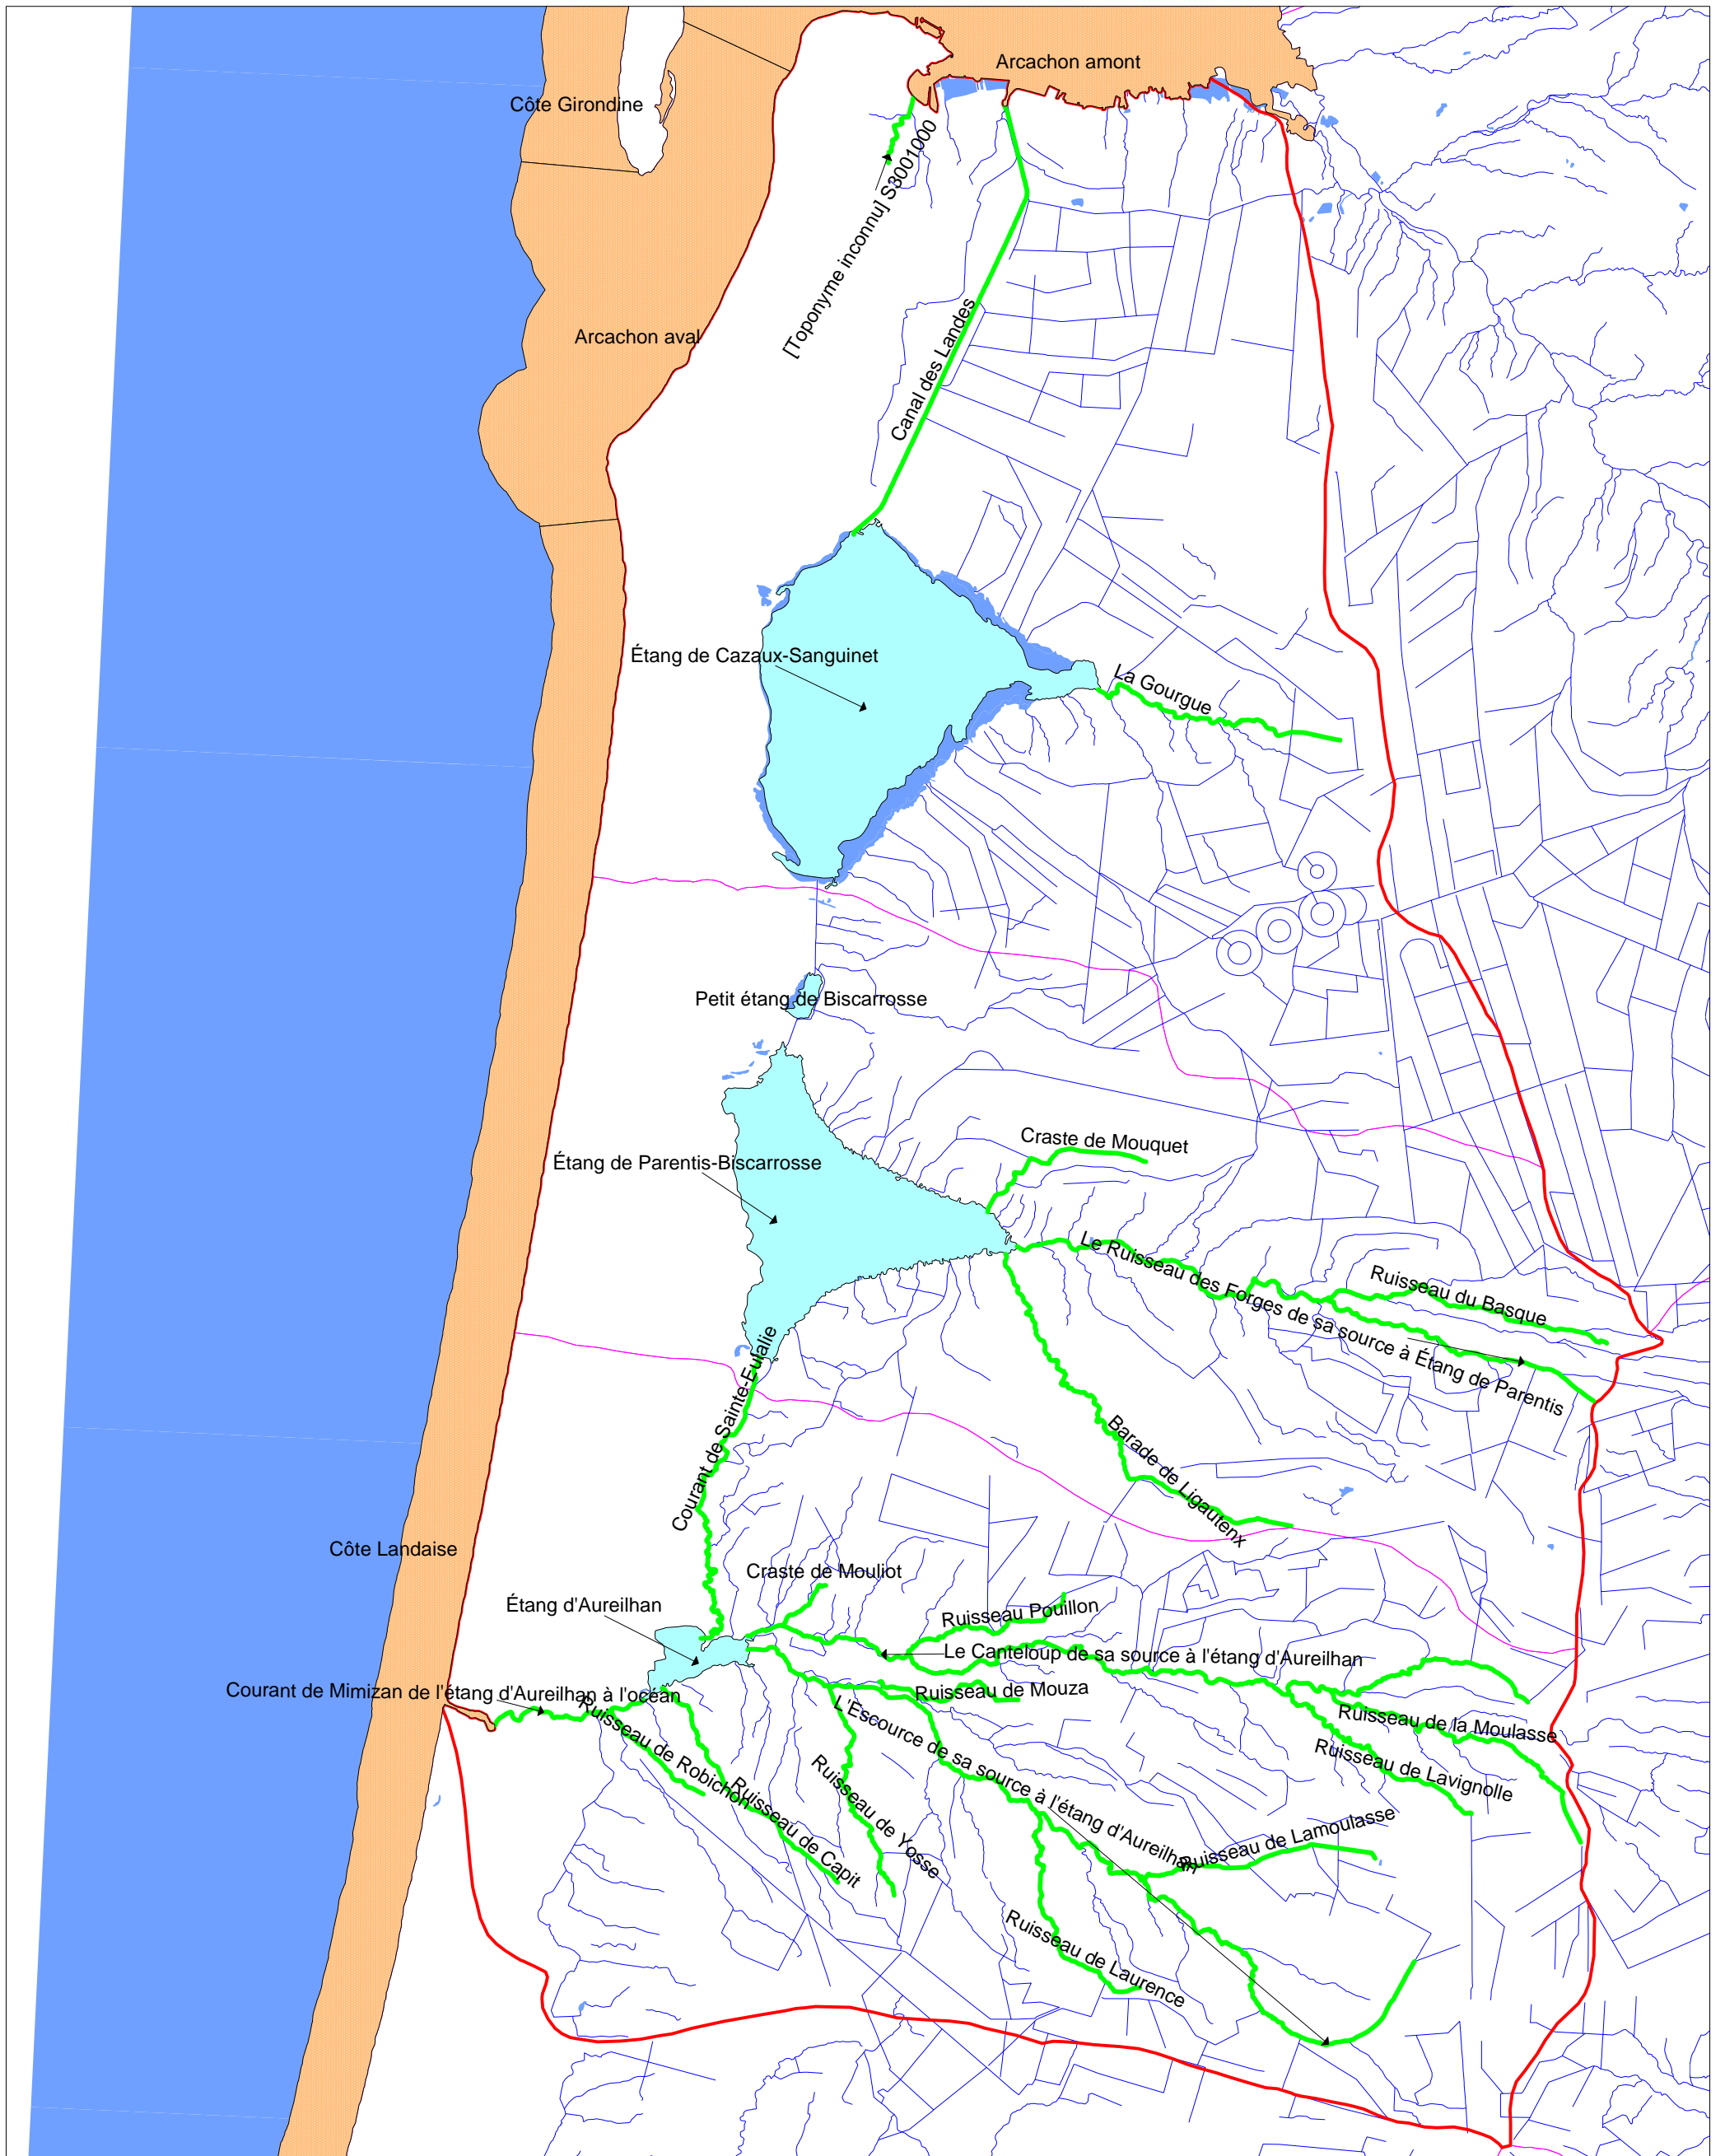 Arcachon amont
Côte Girondine
[Toponyme inconnu] S3001000
Arcachon aval
Canal des Landes
Étang de Cazaux-Sanguinet
La Gourgue
Petit étang de Biscarrosse
Craste de Mouquet
Étang de Parentis-Biscarrosse
Le Ruisseau des Forges de sa source à Étang de Parentis
Ruisseau du Basque
Courant de Sainte-Eulalie
Barade de Ligautenx
Côte Landaise
Craste de Mouliot
Étang d'Aureilhan
Ruisseau Pouillon
Le Canteloup de sa source à l'étang d'Aureilhan
Courant de Mimizan de l'étang d'Aureilhan à l'océan
Ruisseau de Mouza
L'Escource de sa source à l'étang d'Aureilhan
Ruisseau de la Moulasse
Ruisseau de Robichon
Ruisseau de Lavignolle
Ruisseau de Capit
Ruisseau de Yosse
Ruisseau de Lamoulasse
Ruisseau de Laurence